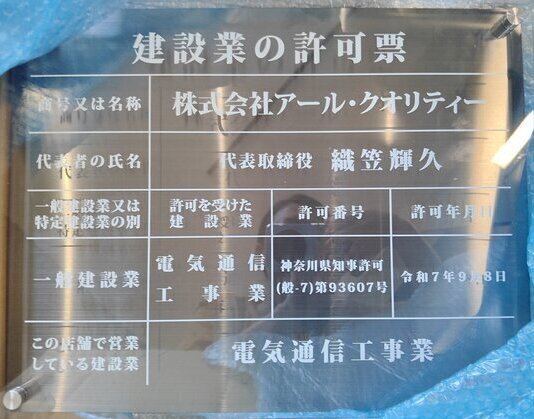 建設業の許可票
商号又は名称 株式会社アール・クオリティー
代表者の氏名 代表取締役 織笠輝久
一般建設業又は
特定建設業の別
許可を受けた
建設業
許可番号
許可年月日
一般建設業
電気通信
工事業
神奈川県知事許可
(般-7)第93607号
令和7年9月8日
この店舗で営業
している建設業
電気通信工事業